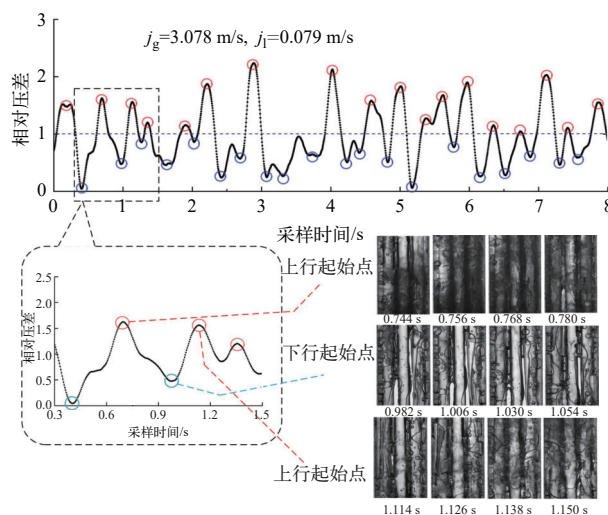 j_g=3.078 m/s, j_l=0.079 m/s
3
2
1
0
相对压差
0 1 2 3 4 5 6 7 8
采样时间/s
2.5
2.0
1.5
1.0
0.5
0.0
相对压差
0.3 0.6 0.9 1.2 1.5
采样时间/s
上行起始点
下行起始点
上行起始点
0.744 s 0.756 s 0.768 s 0.780 s
0.982 s 1.006 s 1.030 s 1.054 s
1.114 s 1.126 s 1.138 s 1.150 s